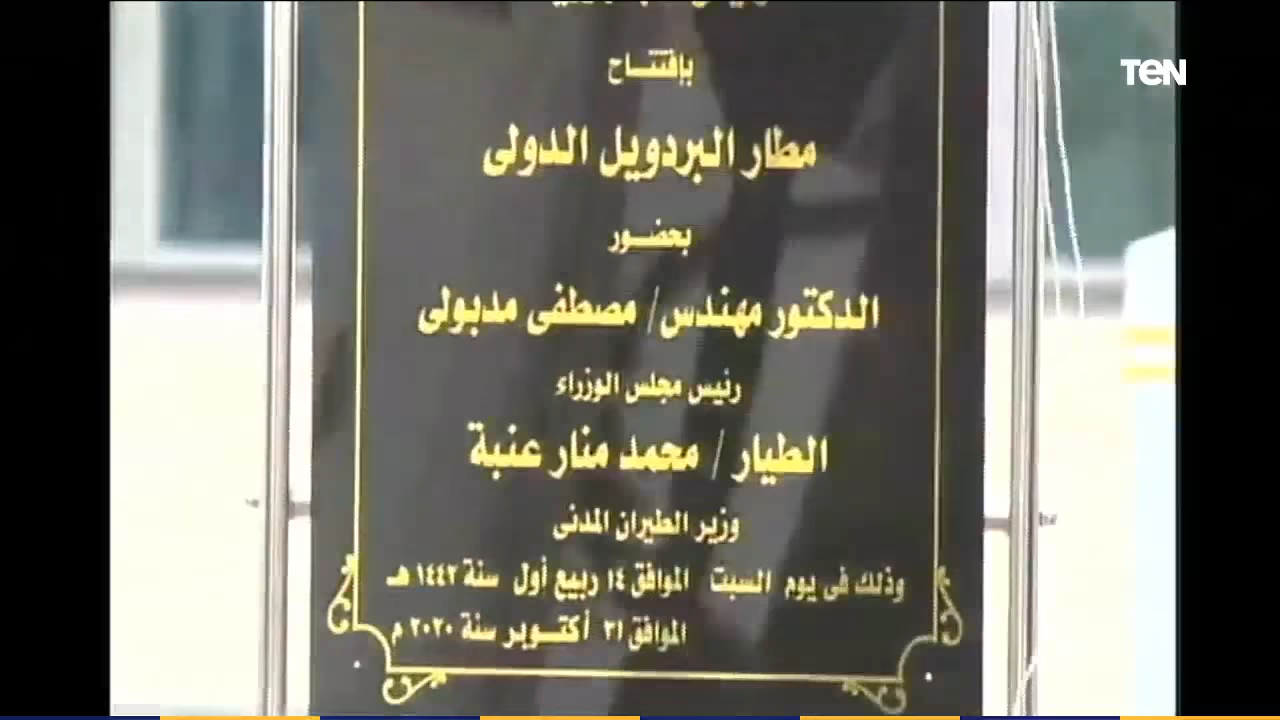 TEN
بإفتتاح
مطار البردويل الدولى
بحضور
الدكتور مهندس/ مصطفى مدبولى
رئيس مجلس الوزراء
الطيار / محمد منار عنبة
وزير الطيران المدنى
وذلك فى يوم السبت الموافق ١٤ ربيع أول سنة ١٤٤٢ هـ
الموافق ٣١ أكتوبر سنة ٢٠٢٠ م